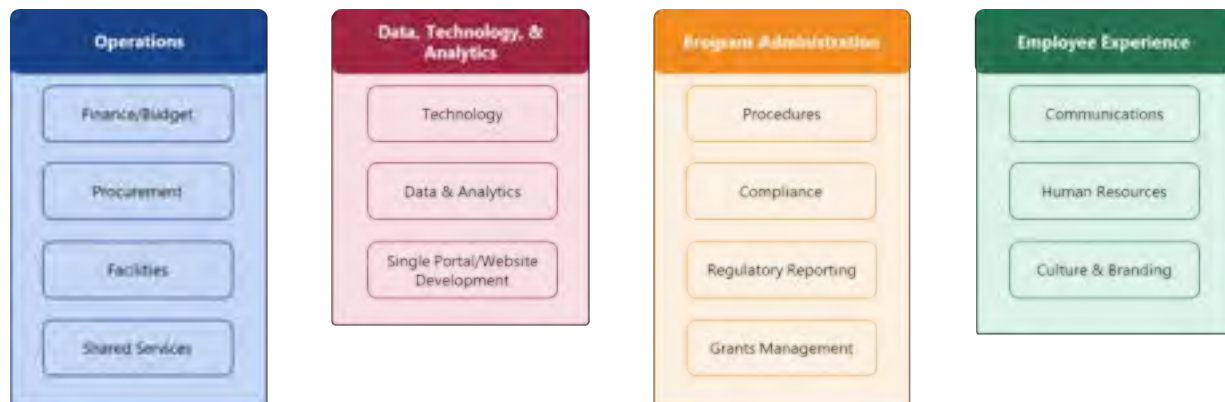 Operations
Finance/Budget
Procurement
Facilities
Shared Services
Data, Technology, &
Analytics
Technology
Data & Analytics
Single Portal/Website
Development
Program Administration
Procedures
Compliance
Regulatory Reporting
Grants Management
Employee Experience
Communications
Human Resources
Culture & Branding